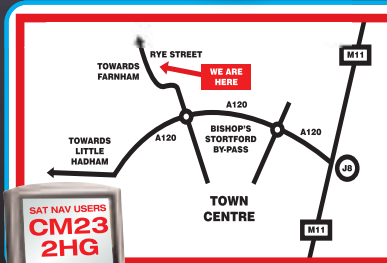 RYE STREET
M11
TOWARDS
FARNHAM
WE ARE
HERE
A120
TOWARDS
LITTLE
HADHAM
A120
BISHOP'S
STORTFORD
BY-PASS
A120
J8
TOWN
CENTRE
SAT NAV USERS
CM23
2HG
M11